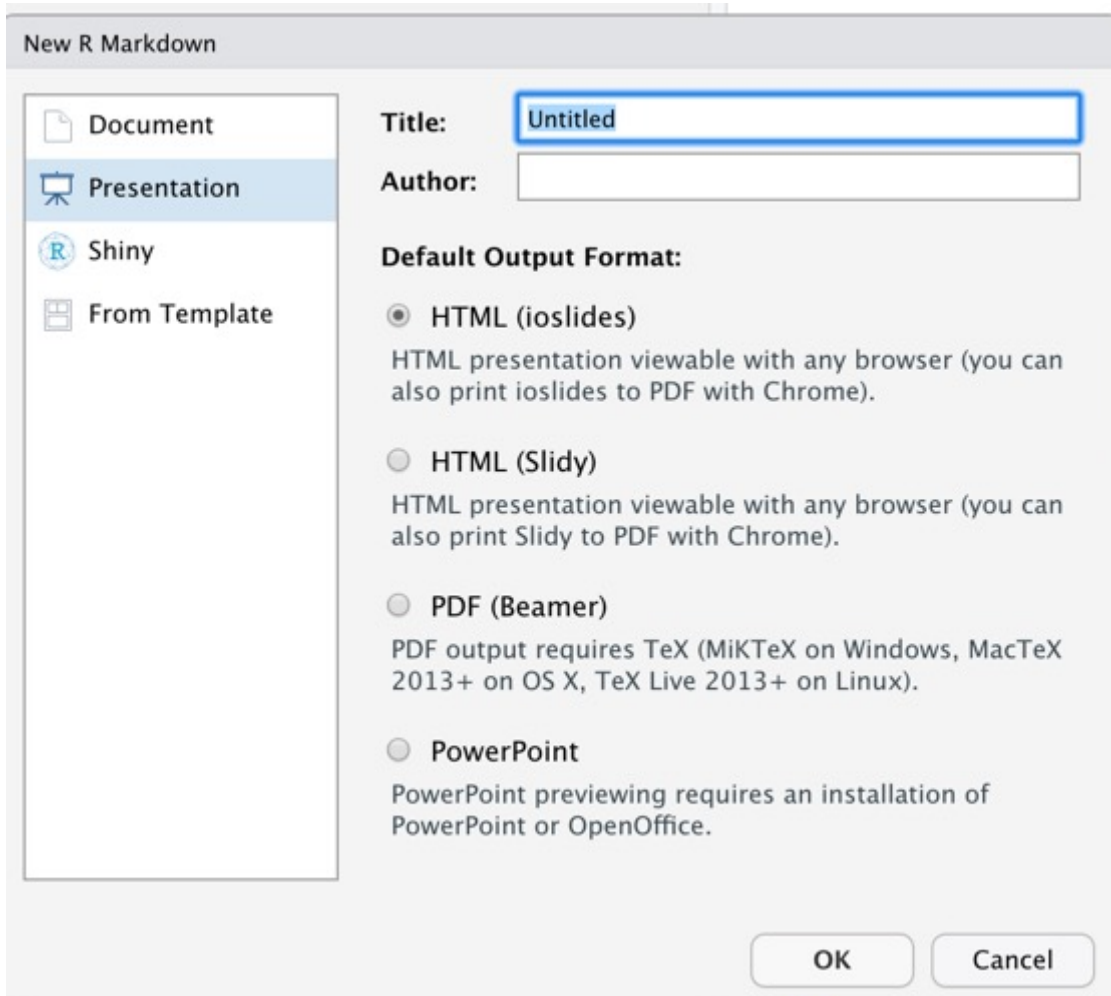 New R Markdown
Document
Presentation
R Shiny
From Template
Title: Untitled
Author:
Default Output Format:
HTML (ioslides)
HTML presentation viewable with any browser (you can
also print ioslides to PDF with Chrome).
HTML (Slidy)
HTML presentation viewable with any browser (you can
also print Slidy to PDF with Chrome).
PDF (Beamer)
PDF output requires TeX (MiKTeX on Windows, MacTeX
2013+ on OS X, TeX Live 2013+ on Linux).
PowerPoint
PowerPoint previewing requires an installation of
PowerPoint or OpenOffice.
OK Cancel